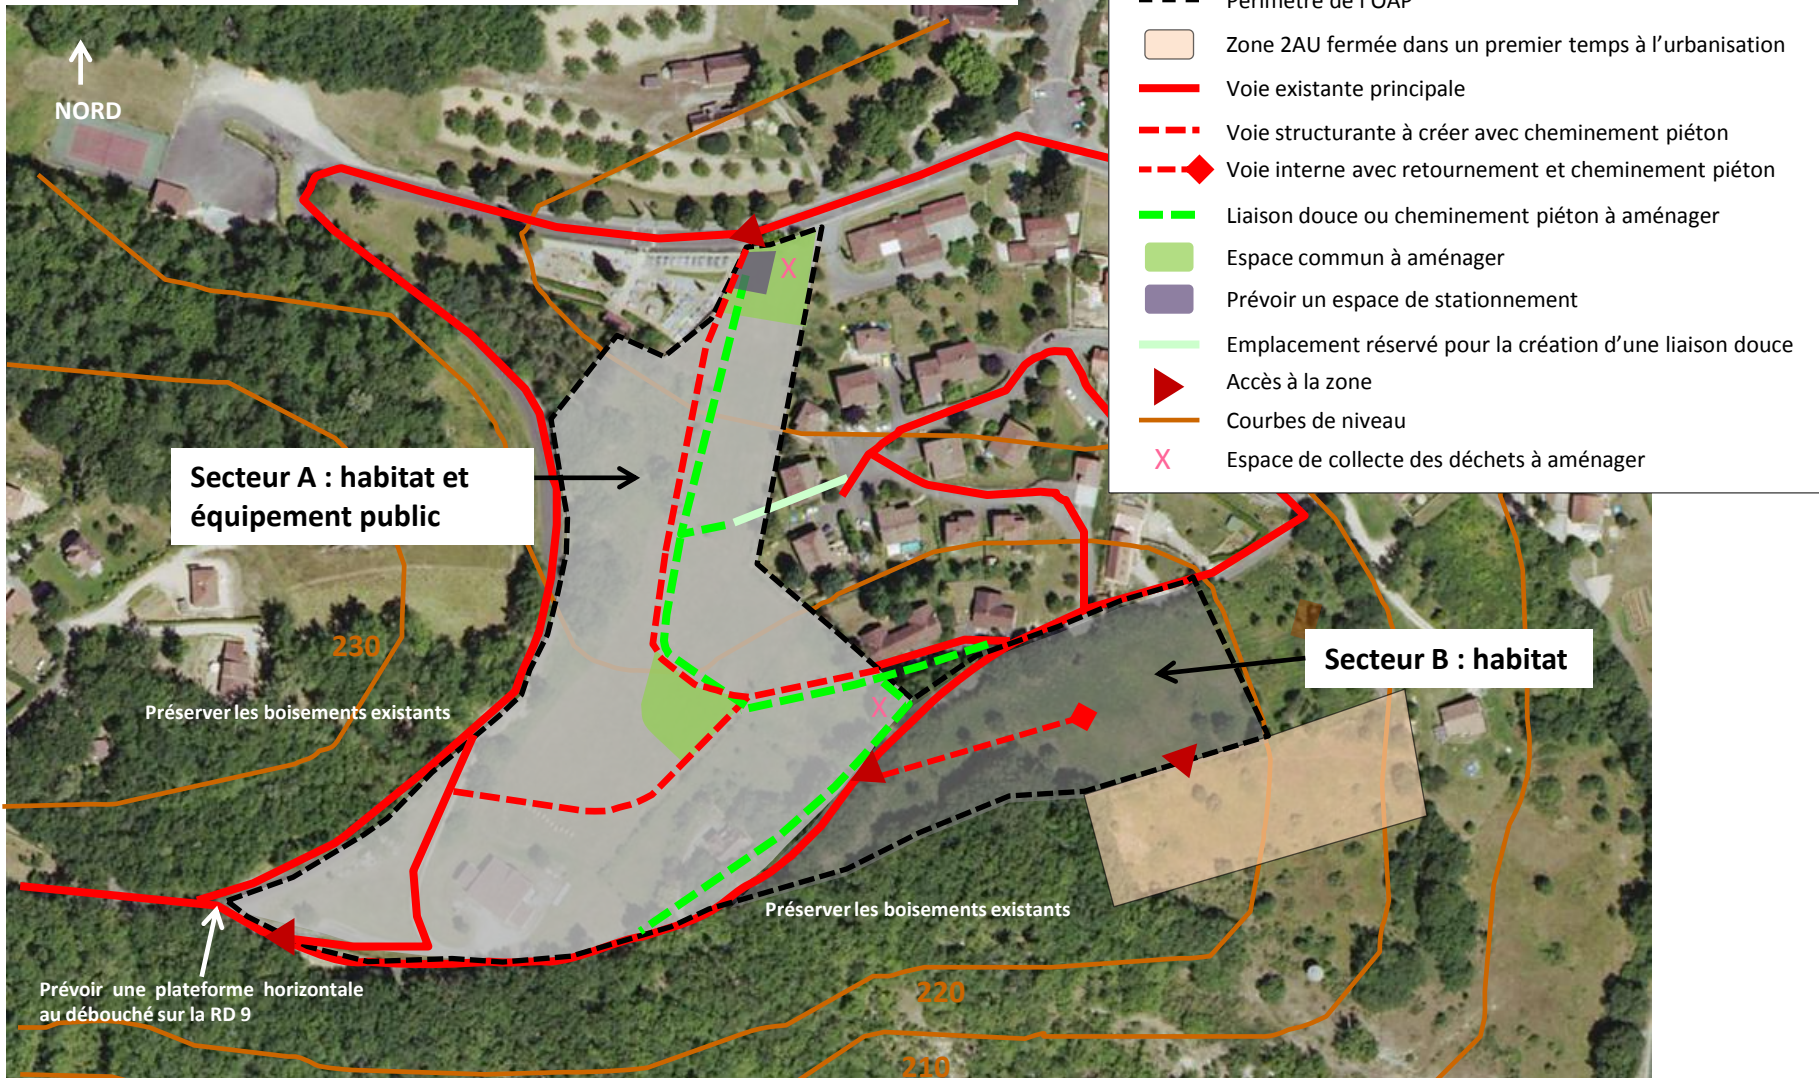 Périmètre de l'OAP
Zone 2AU fermée dans un premier temps à l'urbanisation
Voie existante principale
Voie structurante à créer avec cheminement piéton
Voie interne avec retournement et cheminement piéton
Liaison douce ou cheminement piéton à aménager
Espace commun à aménager
Prévoir un espace de stationnement
Emplacement réservé pour la création d'une liaison douce
Accès à la zone
Courbes de niveau
X Espace de collecte des déchets à aménager
NORD
X
Secteur A : habitat et
équipement public
230
Secteur B : habitat
Préserver les boisements existants
X
Préserver les boisements existants
Prévoir une plateforme horizontale
au débouché sur la RD 9
220
210